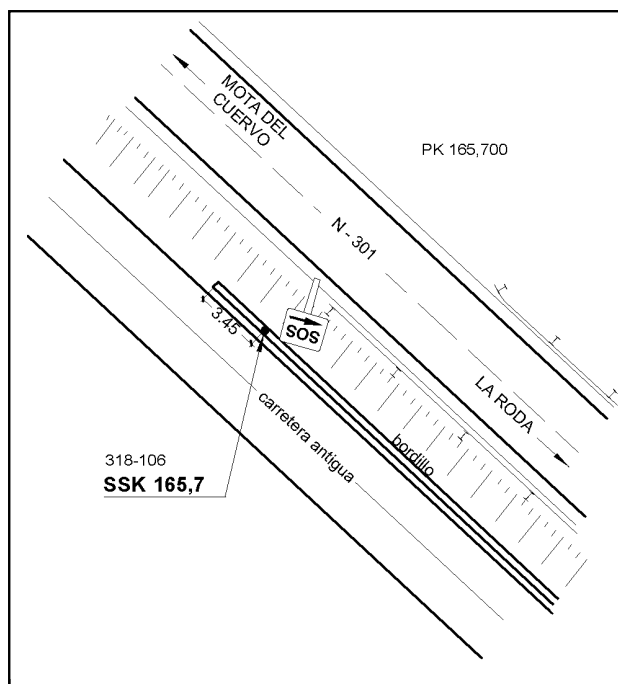 MOTA DEL
CUERVO
PK 165,700
N - 301
3.45
SOS
LA RODA
bordillo
carretera antigua
318-106
SSK 165,7